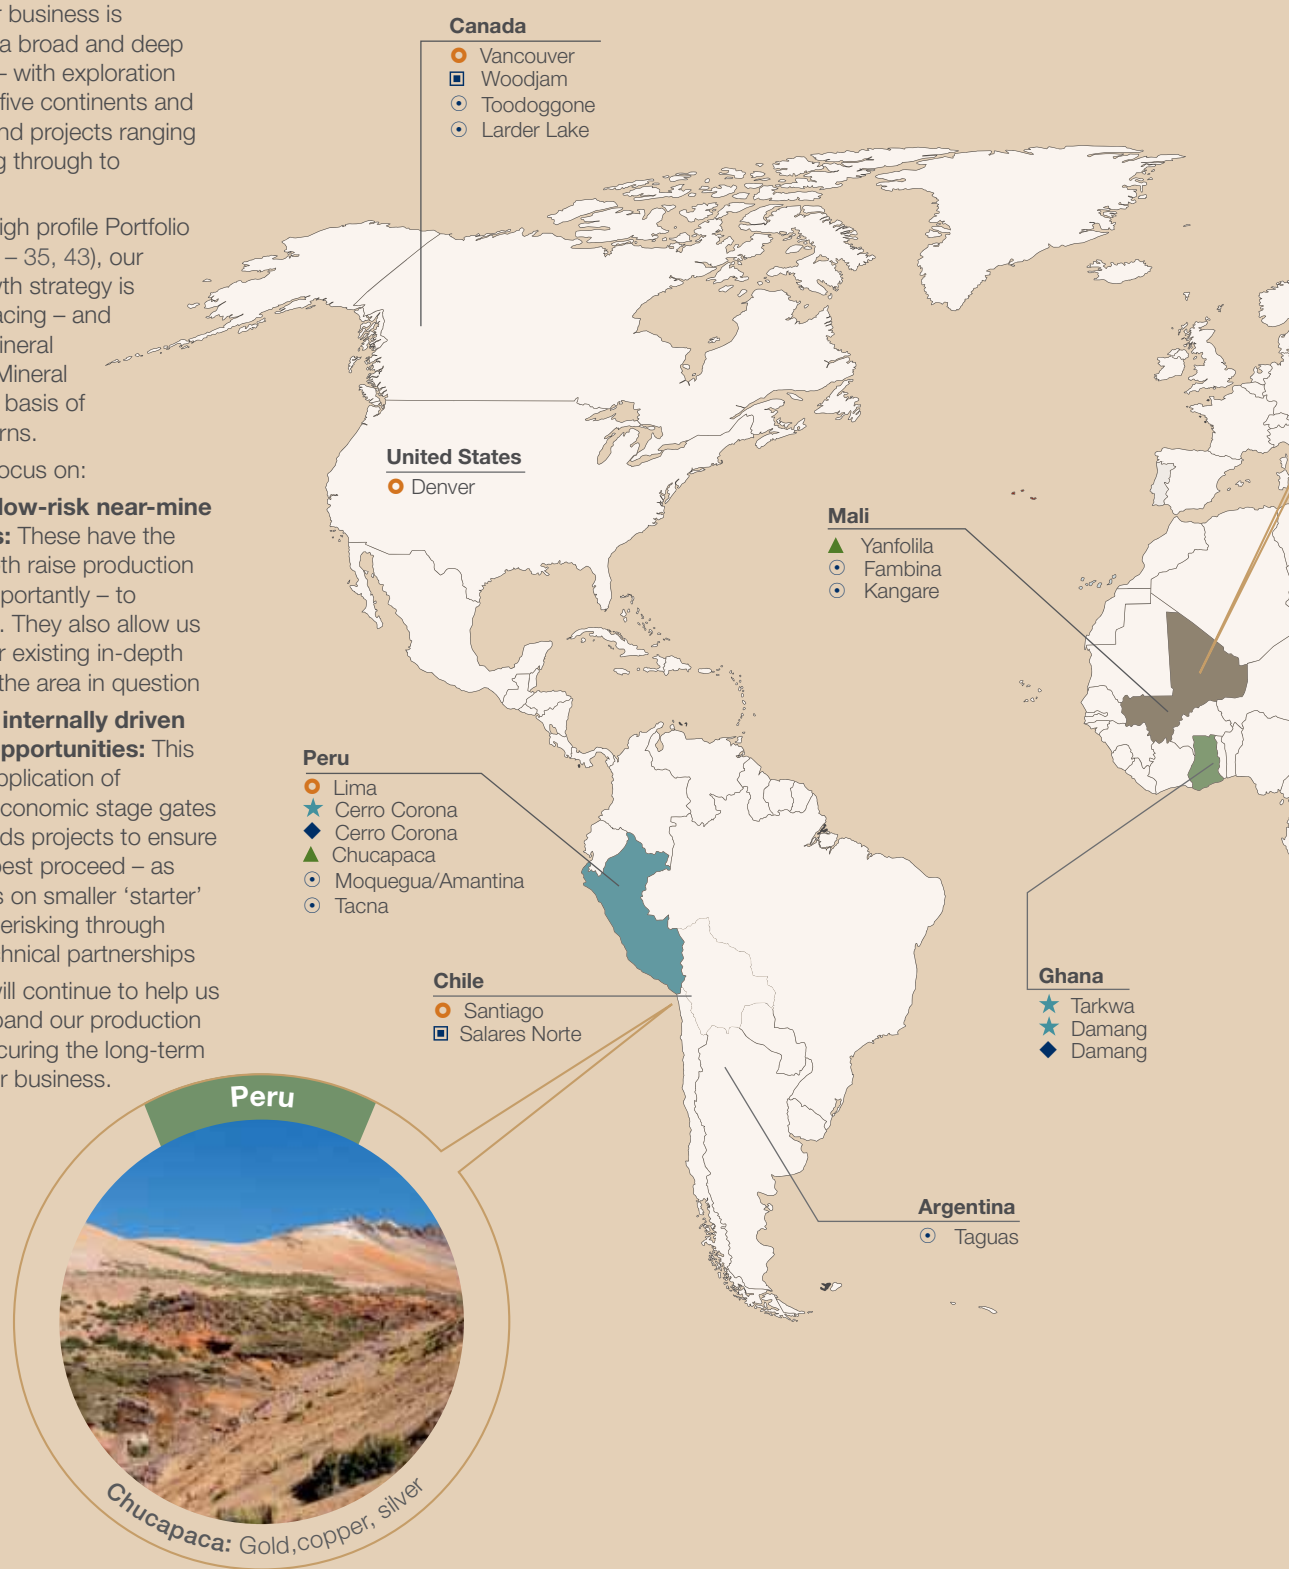 r business is
a broad and deep
– with exploration
five continents and
nd projects ranging
g through to
igh profile Portfolio
– 35, 43), our
vth strategy is
acing – and
ineral
Mineral
basis of
rns.
ocus on:
low-risk near-mine
s: These have the
th raise production
portantly – to
. They also allow us
r existing in-depth
the area in question
internally driven
opportunities: This
pplication of
conomic stage gates
ds projects to ensure
best proceed – as
s on smaller ‘starter’
erisking through
chnical partnerships
vill continue to help us
pand our production
curing the long-term
r business.
Canada
Vancouver
Woodjam
Toodoggone
Larder Lake
United States
Denver
Mali
Yanfolila
Fambina
Kangare
Peru
Lima
Cerro Corona
Cerro Corona
Chucapaca
Moquegua/Amantina
Tacna
Chile
Santiago
Salares Norte
Ghana
Tarkwa
Damang
Damang
Argentina
Taguas
Peru
Chucapaca: Gold,copper, silver